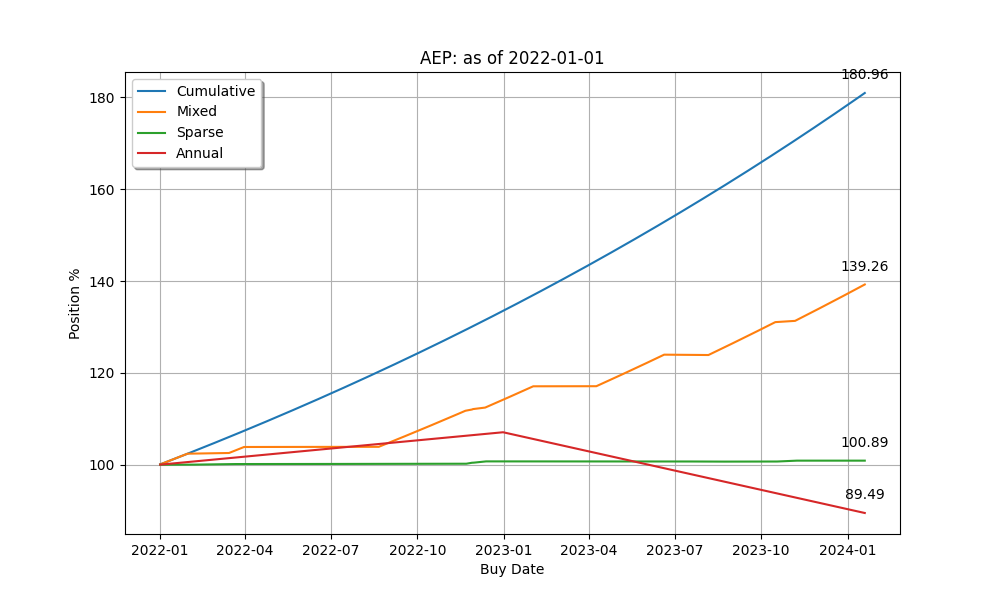 AEP: as of 2022-01-01
Cumulative
Mixed
Sparse
Annual
180.96
139.26
100.89
89.49
Position %
180
160
140
120
100
2022-01 2022-04 2022-07 2022-10 2023-01 2023-04 2023-07 2023-10 2024-01
Buy Date